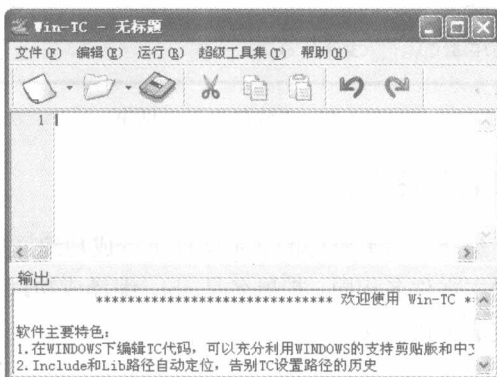 Win-TC - 无标题
文件(F) 编辑(E) 运行(R) 超级工具集(T) 帮助(H)
1
输出
****************************** 欢迎使用 Win-TC *
软件主要特色:
1.在WINDOWS下编辑TC代码，可以充分利用WINDOWS的支持剪贴版和中
2.Include和Lib路径自动定位，告别TC设置路径的历史